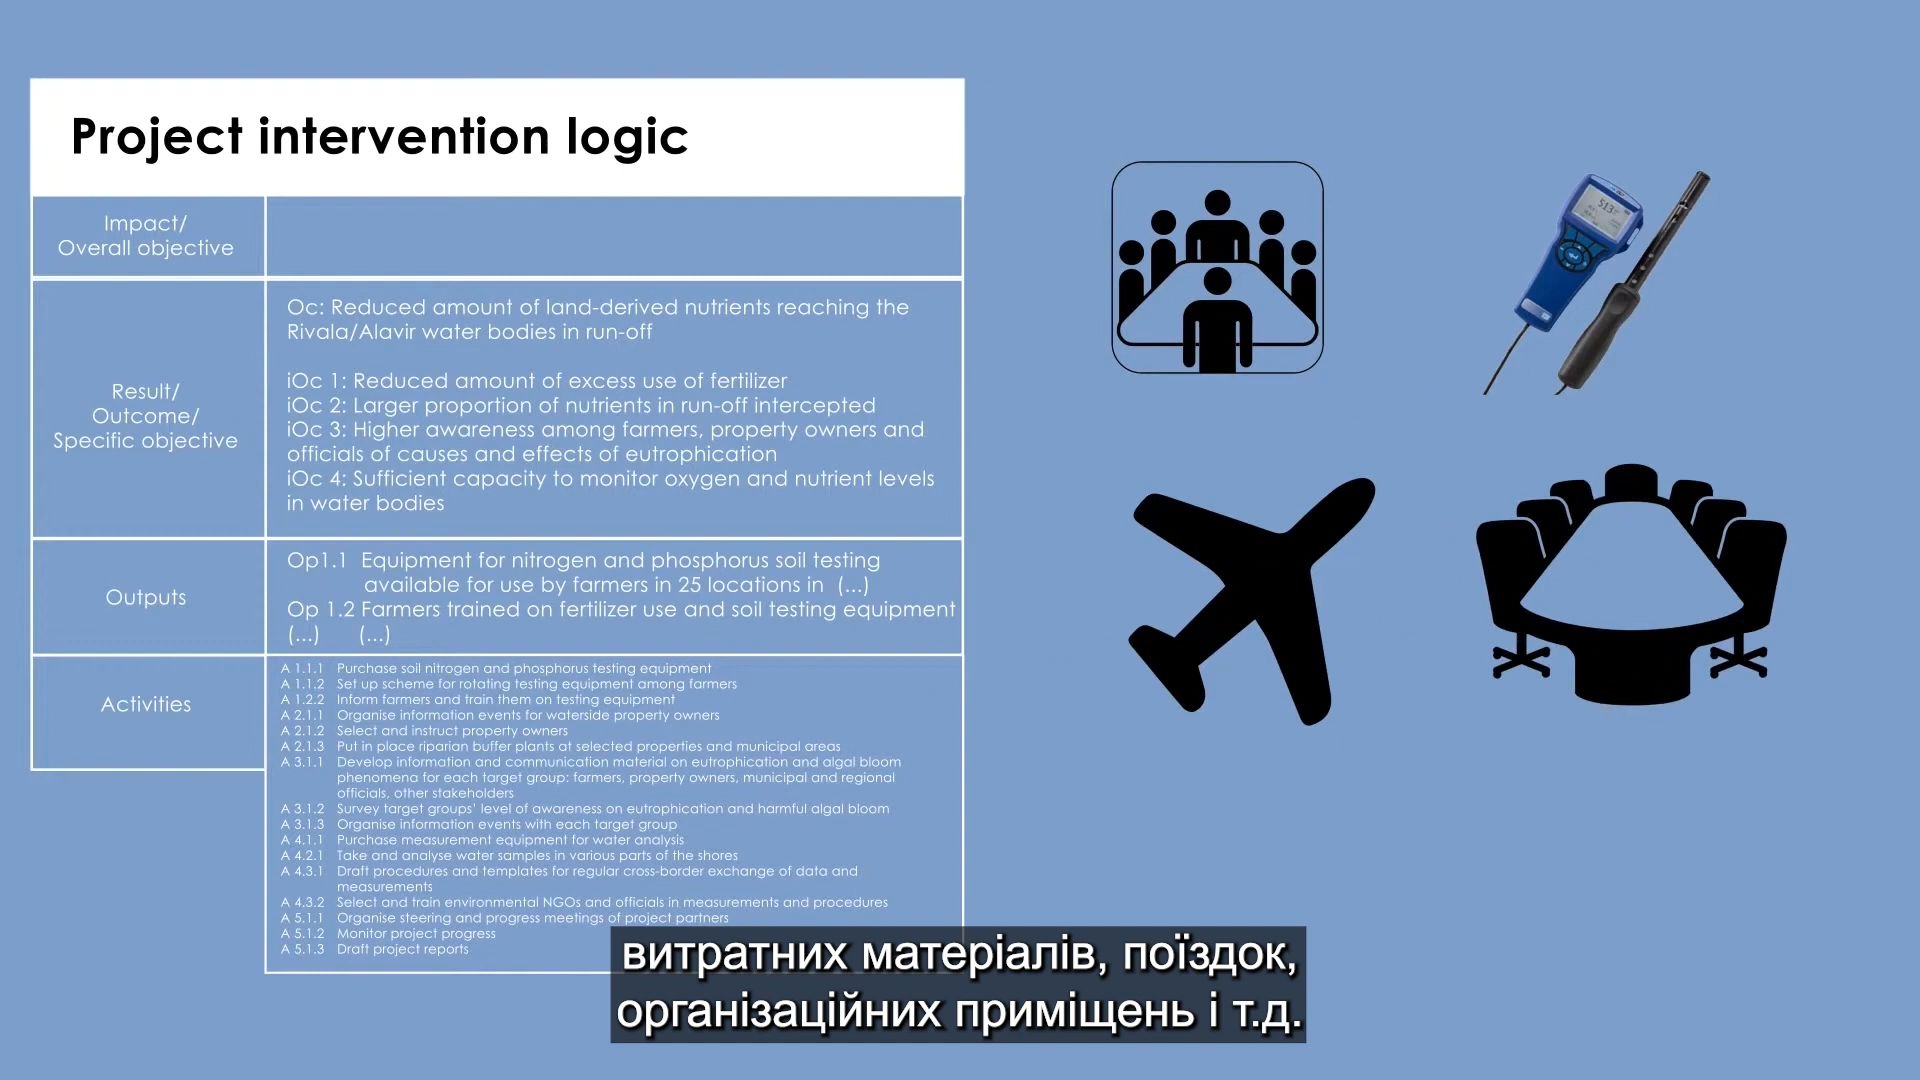 Project intervention logic
Impact/
Overall objective
Result/
Outcome/
Specific objective
Oc: Reduced amount of land-derived nutrients reaching the
Rivala/Alavir water bodies in run-off
iOc 1: Reduced amount of excess use of fertilizer
iOc 2: Larger proportion of nutrients in run-off intercepted
iOc 3: Higher awareness among farmers, property owners and
officials of causes and effects of eutrophication
iOc 4: Sufficient capacity to monitor oxygen and nutrient levels
in water bodies
Outputs
Op1.1 Equipment for nitrogen and phosphorus soil testing
available for use by farmers in 25 locations in (...)
Op 1.2 Farmers trained on fertilizer use and soil testing equipment
(...) (...)
Activities
A 1.1.1 Purchase soil nitrogen and phosphorus testing equipment
A 1.1.2 Set up scheme for rotating testing equipment among farmers
A 1.2.2 Inform farmers and train them on testing equipment
A 2.1.1 Organise information events for waterside property owners
A 2.1.2 Select and instruct property owners
A 2.1.3 Put in place riparian buffer plants at selected properties and municipal areas
A 3.1.1 Develop information and communication material on eutrophication and algal bloom
phenomena for each target group: farmers, property owners, municipal and regional
officials, other stakeholders
A 3.1.2 Survey target groups' level of awareness on eutrophication and harmful algal bloom
A 3.1.3 Organise information events with each target group
A 4.1.1 Purchase measurement equipment for water analysis
A 4.2.1 Take and analyse water samples in various parts of the shores
A 4.3.1 Draft procedures and templates for regular cross-border exchange of data and
measurements
A 4.3.2 Select and train environmental NGOs and officials in measurements and procedures
A 5.1.1 Organise steering and progress meetings of project partners
A 5.1.2 Monitor project progress
A 5.1.3 Draft project reports
витратних матеріалів, поїздок,
організаційних приміщень і т.д.